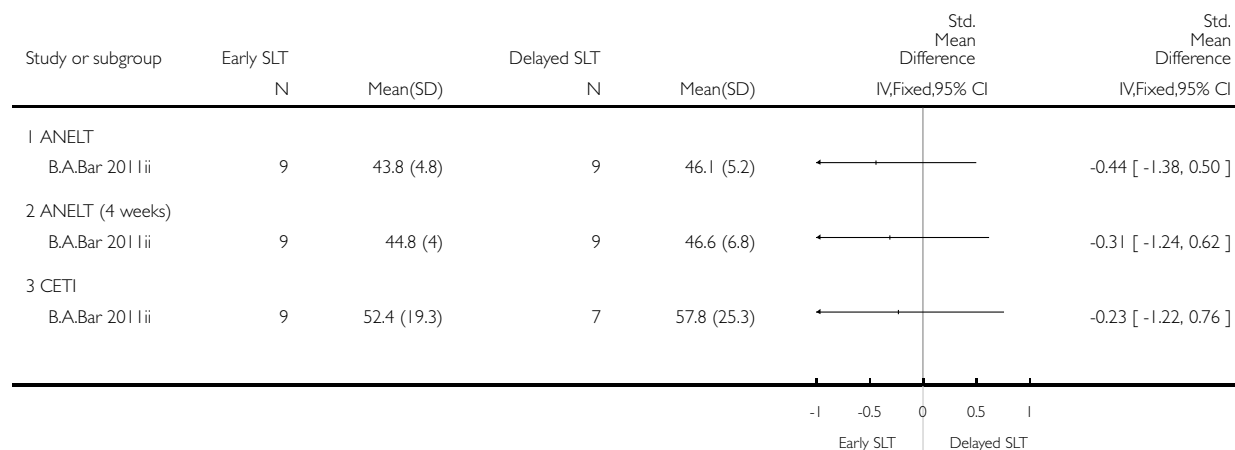 Std. Mean Difference Std. Mean Difference
Study or subgroup Early SLT Delayed SLT
N Mean(SD) N Mean(SD) IV,Fixed,95% CI IV,Fixed,95% CI
1 ANELT
B.A.Bar 2011ii 9 43.8 (4.8) 9 46.1 (5.2) -0.44 [ -1.38, 0.50 ]
2 ANELT (4 weeks)
B.A.Bar 2011ii 9 44.8 (4) 9 46.6 (6.8) -0.31 [ -1.24, 0.62 ]
3 CETI
B.A.Bar 2011ii 9 52.4 (19.3) 7 57.8 (25.3) -0.23 [ -1.22, 0.76 ]
-1 -0.5 0 0.5 1
Early SLT Delayed SLT